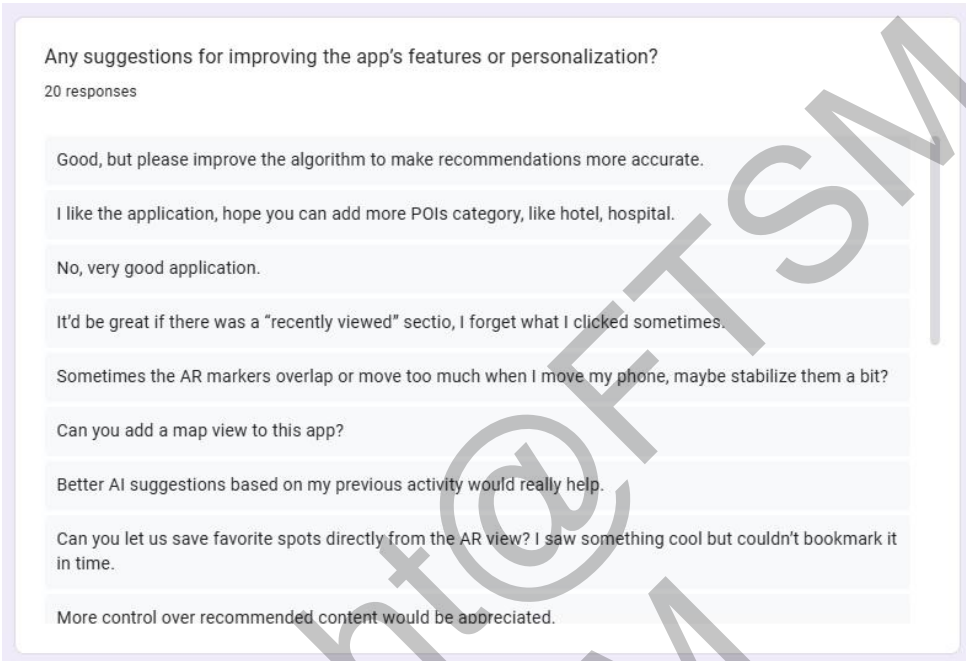 Any suggestions for improving the app's features or personalization?
20 responses
Good, but please improve the algorithm to make recommendations more accurate.
I like the application, hope you can add more POIs category, like hotel, hospital.
No, very good application.
It'd be great if there was a “recently viewed” sectio, I forget what I clicked sometimes.
Sometimes the AR markers overlap or move too much when I move my phone, maybe stabilize them a bit?
Can you add a map view to this app?
Better AI suggestions based on my previous activity would really help.
Can you let us save favorite spots directly from the AR view? I saw something cool but couldn't bookmark it
in time.
More control over recommended content would be appreciated.
ht@FTSM
M